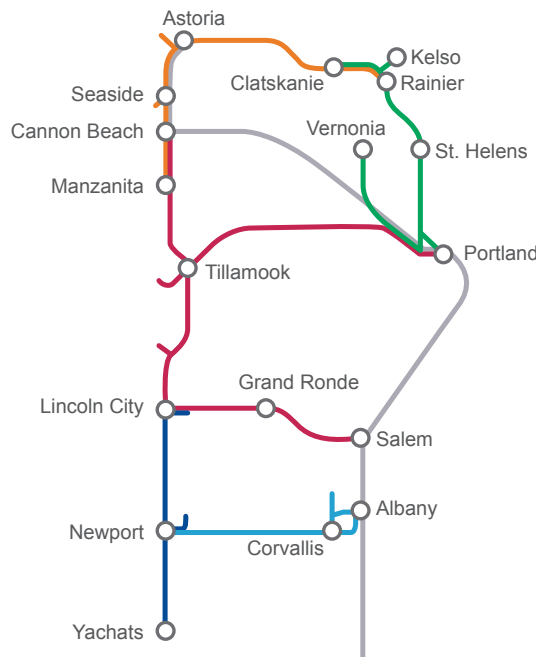 Astoria
Kelso
Clatskanie
Rainier
Seaside
Cannon Beach
Vernonia
St. Helens
Manzanita
Portland
Tillamook
Grand Ronde
Lincoln City
Salem
Albany
Newport
Corvallis
Yachats